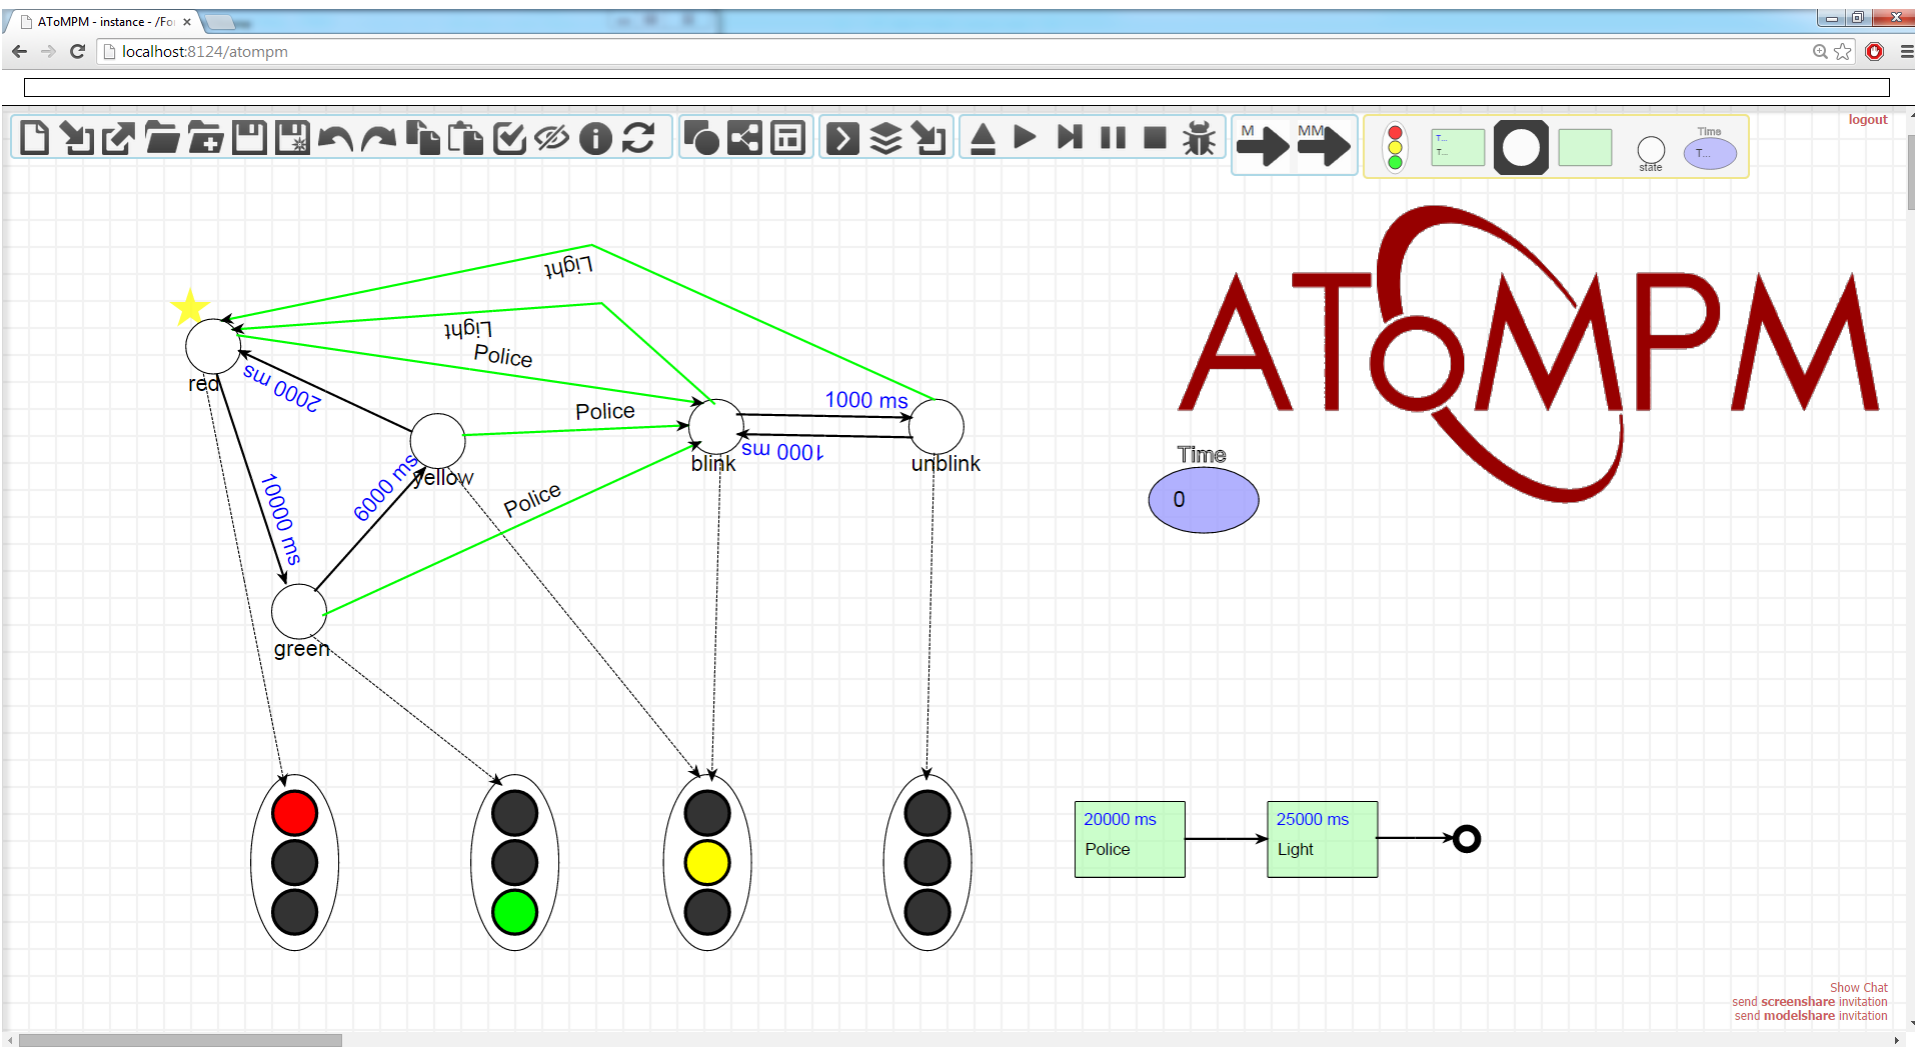 AToMPM - instance - /Fo
localhost:8124/atompm
logout
M
MM
T...
T...
state
Time
T...
ATOMPM
Light
Light
Police
red
2000 ms
Police
1000 ms
1000 ms
blink
unblink
yellow
10000 ms
6000 ms
Police
green
Time
0
20000 ms
Police
25000 ms
Light
Show Chat
send screenshare invitation
send modelshare invitation